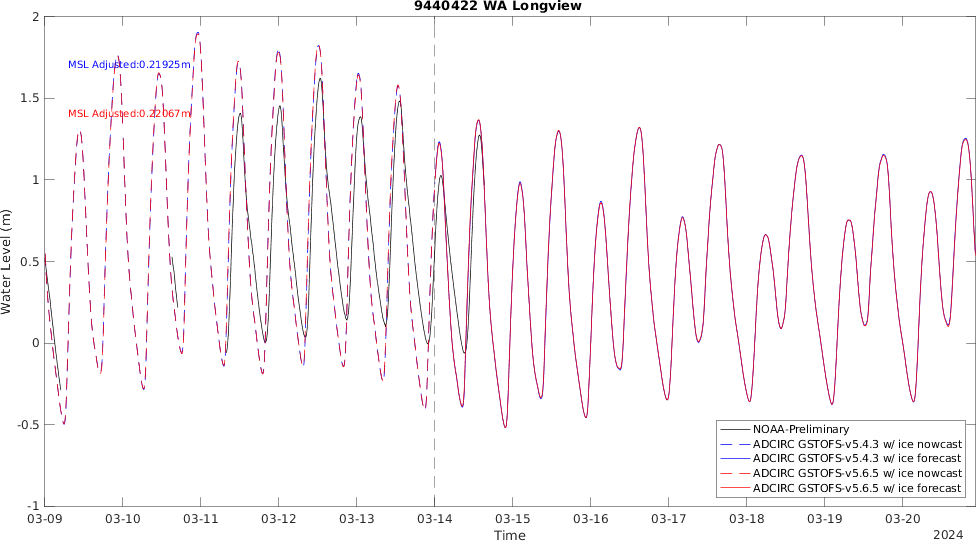 9440422 WA Longview
Water Level (m)
2
1.5
1
0.5
0
-0.5
-1
MSL Adjusted:0.21925m
MSL Adjusted:0.22067m
NOAA-Preliminary
ADCIRC GSTOFS-v5.4.3 w/ ice nowcast
ADCIRC GSTOFS-v5.4.3 w/ ice forecast
ADCIRC GSTOFS-v5.6.5 w/ ice nowcast
ADCIRC GSTOFS-v5.6.5 w/ ice forecast
03-09 03-10 03-11 03-12 03-13 03-14 03-15 03-16 03-17 03-18 03-19 03-20
Time
2024